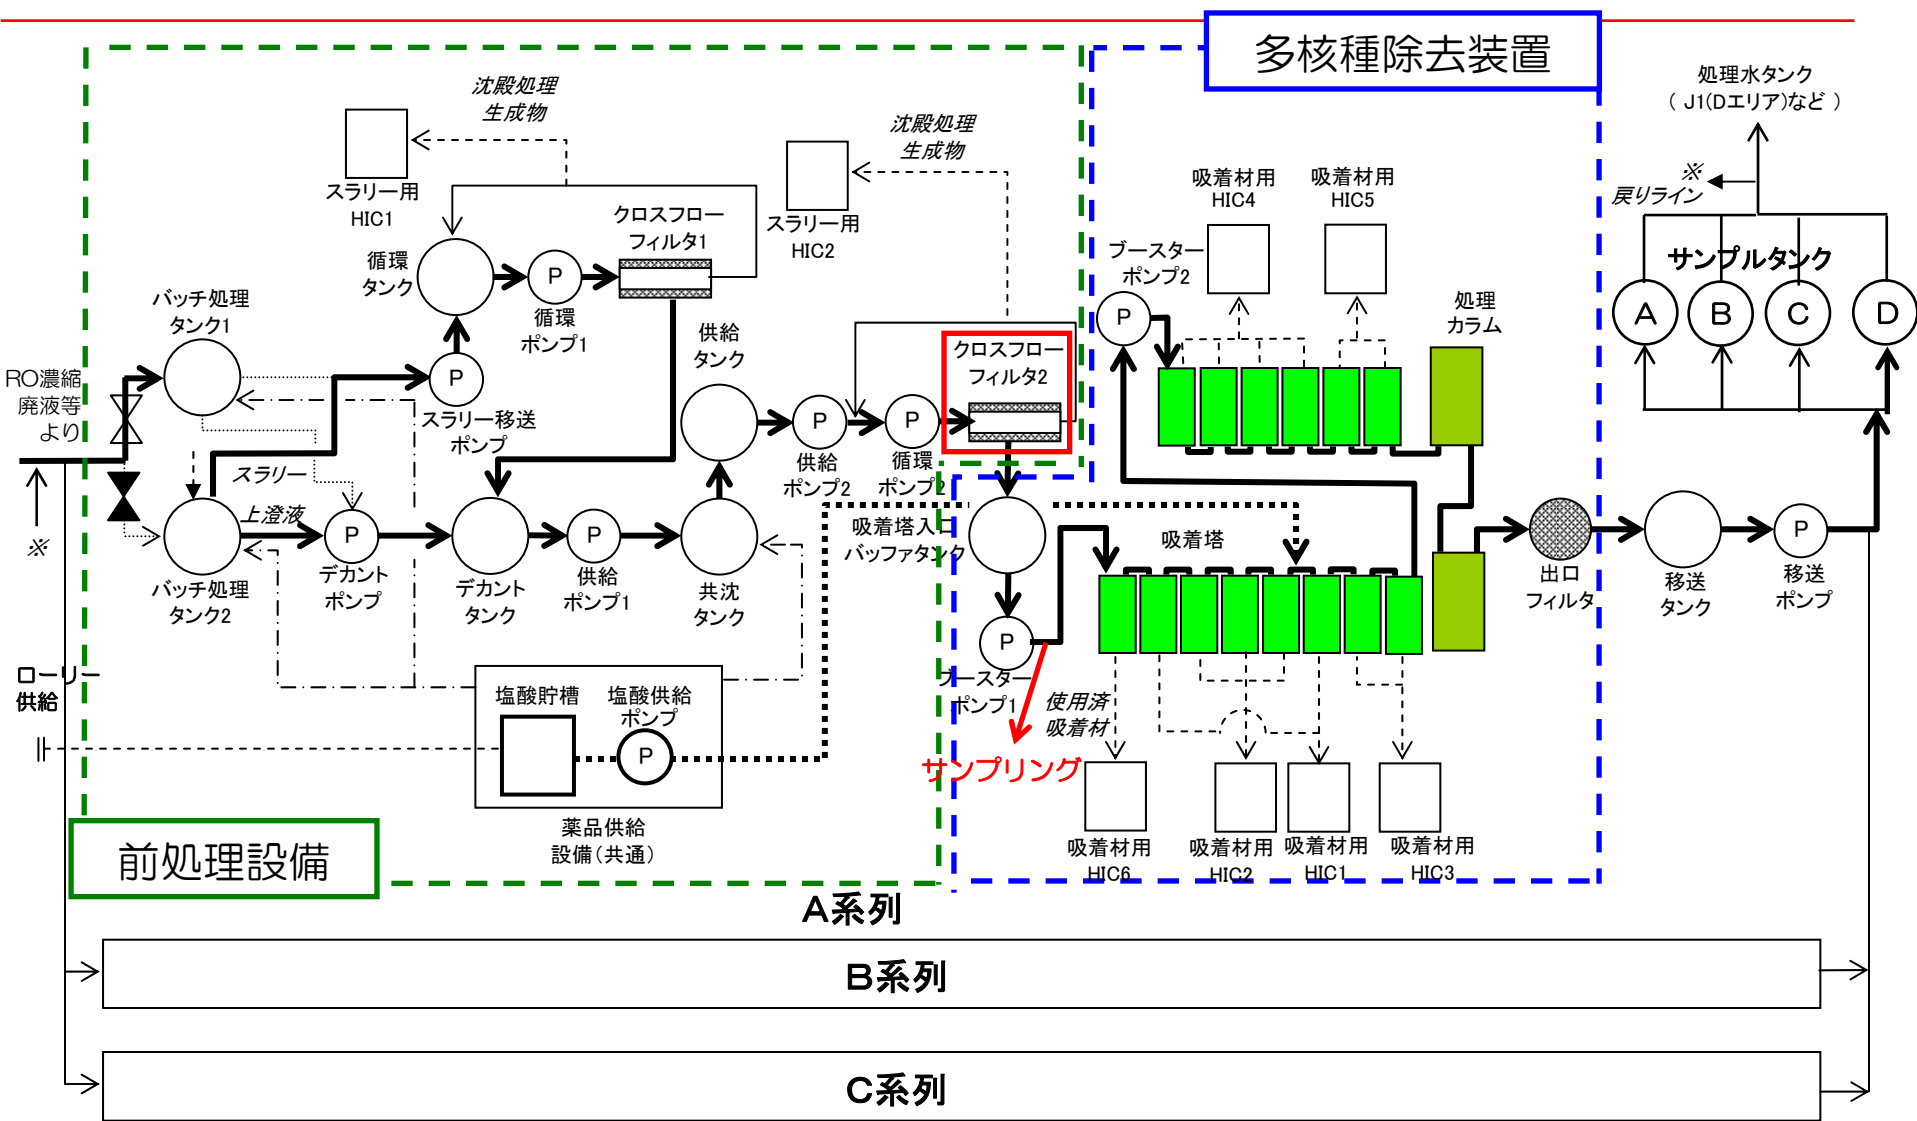 多核種除去装置
処理水タンク
( J1(Dエリア)など )
※
戻りライン
沈殿処理
生成物
スラリー用
HIC1
沈殿処理
生成物
スラリー用
HIC2
クロスフロー
フィルタ1
循環
タンク
P
循環
ポンプ1
バッチ処理
タンク1
RO濃縮
廃液等
より
※
P
スラリー移送
ポンプ
供給
タンク
P
供給
ポンプ2
P
循環
ポンプ2
クロスフロー
フィルタ2
スラリー
上澄液
バッチ処理
タンク2
P
デカント
ポンプ
デカント
タンク
P
供給
ポンプ1
共沈
タンク
吸着塔入口
バッファタンク
P
ブースター
ポンプ1
サンプリング
使用済
吸着材
吸着材用
HIC4
吸着材用
HIC5
ブースター
ポンプ2
P
処理
カラム
吸着塔
吸着材用
HIC6
吸着材用
HIC2
吸着材用
HIC1
吸着材用
HIC3
出口
フィルタ
移送
タンク
P
移送
ポンプ
サンプルタンク
A
B
C
D
ローリー
供給
塩酸貯槽
塩酸供給
ポンプ
P
薬品供給
設備(共通)
前処理設備
A系列
B系列
C系列